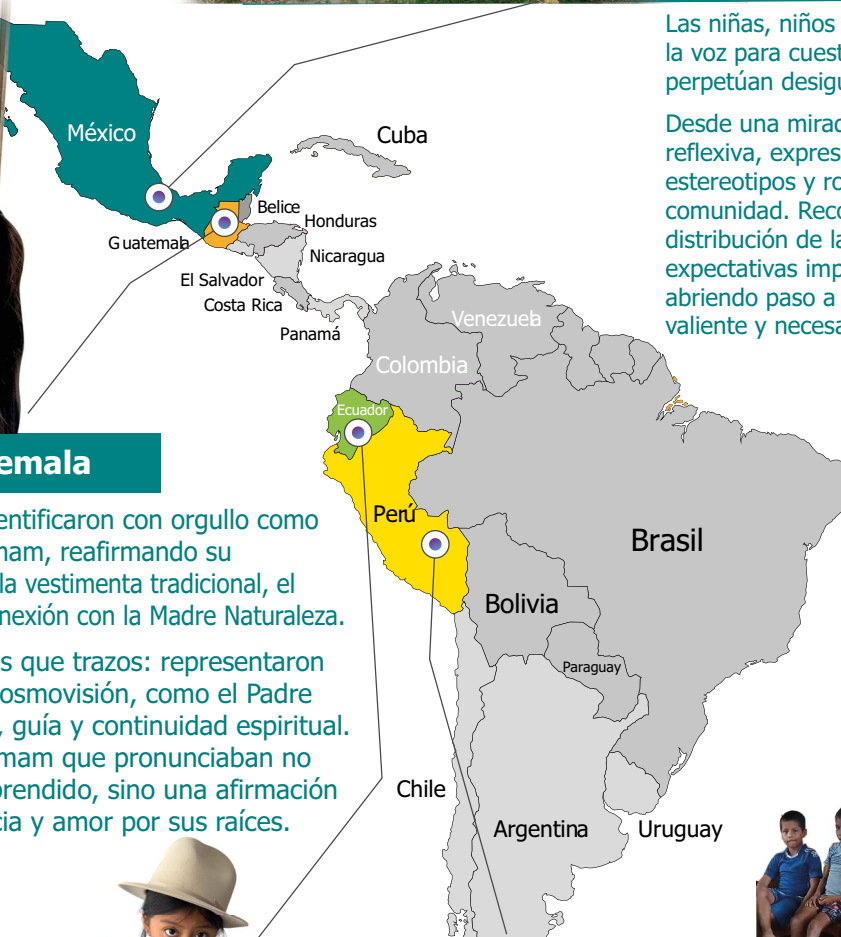 Las niñas, niños
la voz para cuest
perpetúan desigu
Desde una mirad
reflexiva, expres
estereotipos y ro
comunidad. Reco
distribución de la
expectativas imp
abriendo paso a
valiente y necesa
México
Cuba
Belice
Honduras
Guatemala
Nicaragua
El Salvador
Costa Rica
Panamá
Venezuela
Colombia
Ecuador
Perú
Brasil
Bolivia
Paraguay
Chile
Argentina
Uruguay
emala
entificaron con orgullo como
mam, reafirmando su
la vestimenta tradicional, el
nexión con la Madre Naturaleza.
s que trazos: representaron
osmovisión, como el Padre
, guía y continuidad espiritual.
mam que pronunciaban no
prendido, sino una afirmación
cia y amor por sus raíces.